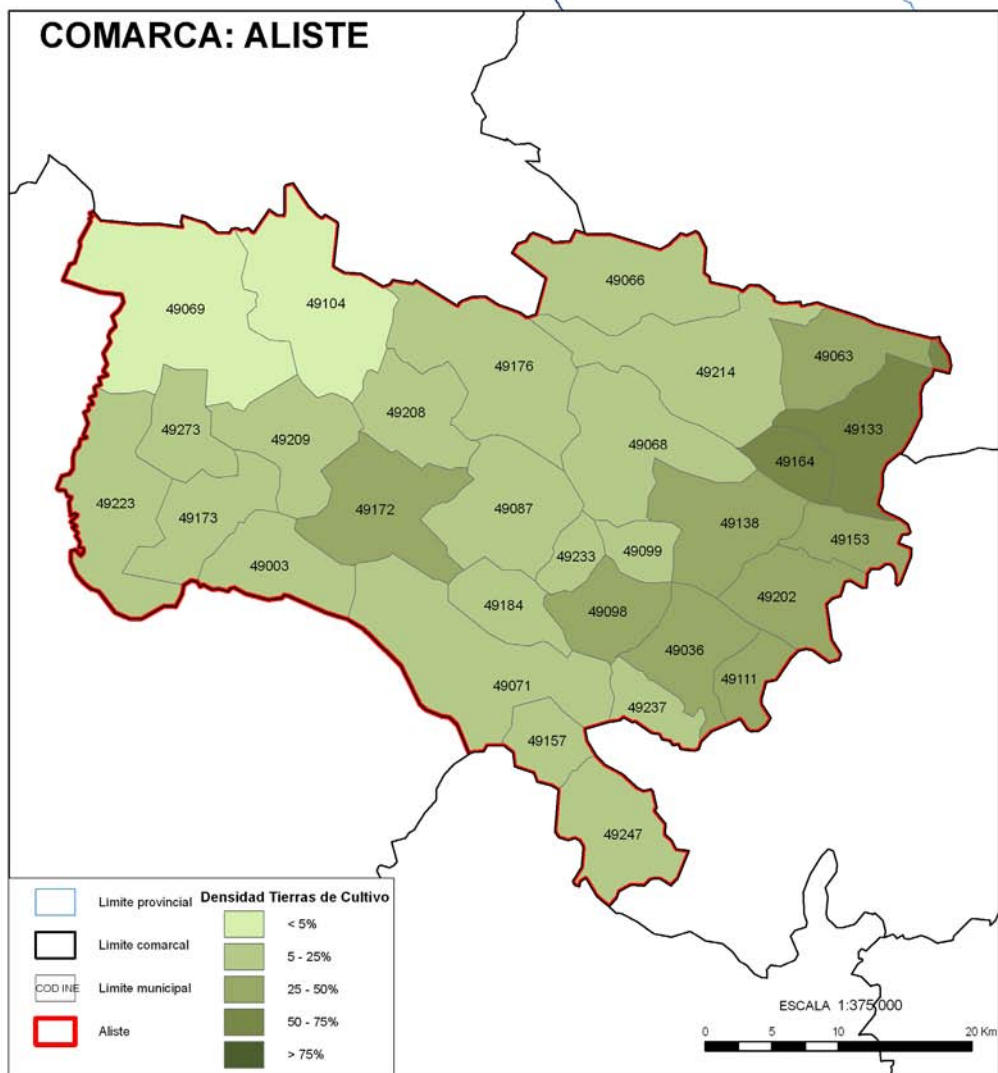 COMARCA: ALISTE
49066
49069
49104
49063
49176
49214
49208
49273
49209
49068
49133
49164
49223
49173
49172
49087
49138
49153
49003
49233
49099
49184
49098
49202
49036
49071
49111
49237
49157
49247
Límite provincial
Límite comarcal
COD INE
Límite municipal
Aliste
Densidad Tierras de Cultivo
< 5%
5 - 25%
25 - 50%
50 - 75%
> 75%
ESCALA 1:375.000
0 5 10 20 Km